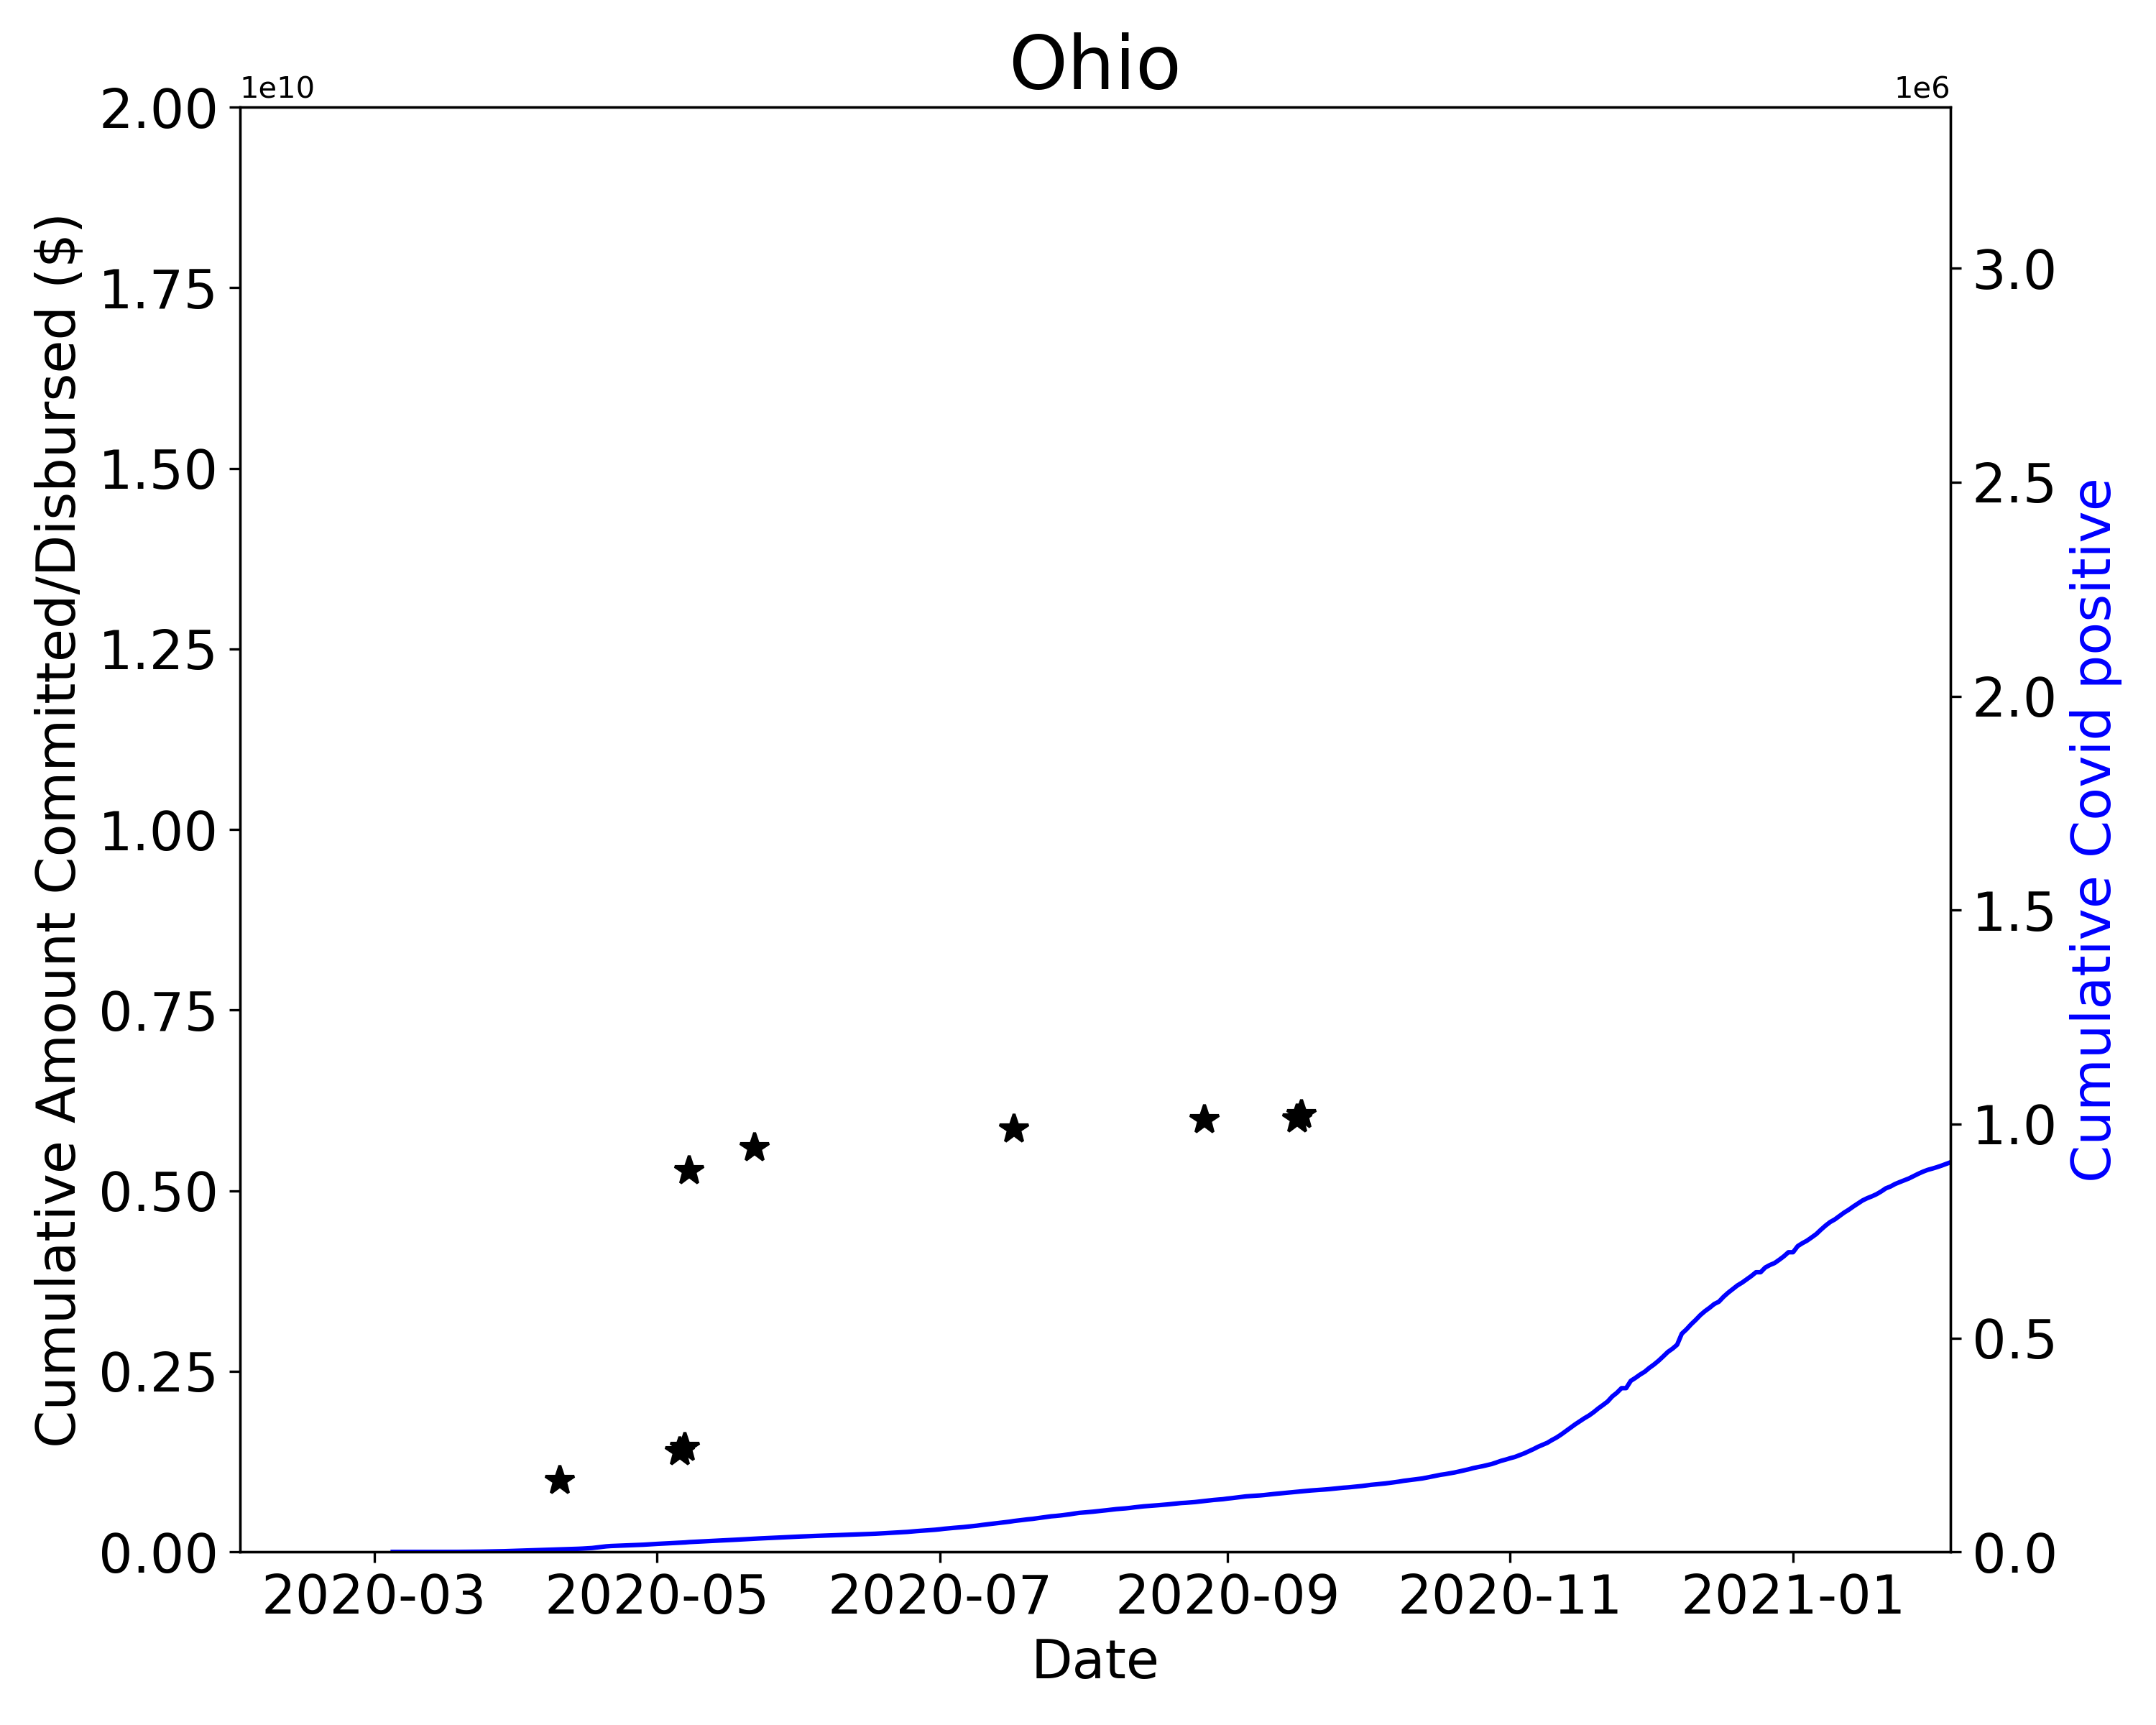 Ohio
1e10
1e6
2.00
1.75
1.50
1.25
1.00
0.75
0.50
0.25
0.00
Cumulative Amount Committed/Disbursed ($)
3.0
2.5
2.0
1.5
1.0
0.5
0.0
Cumulative Covid positive
2020-03 2020-05 2020-07 2020-09 2020-11 2021-01
Date